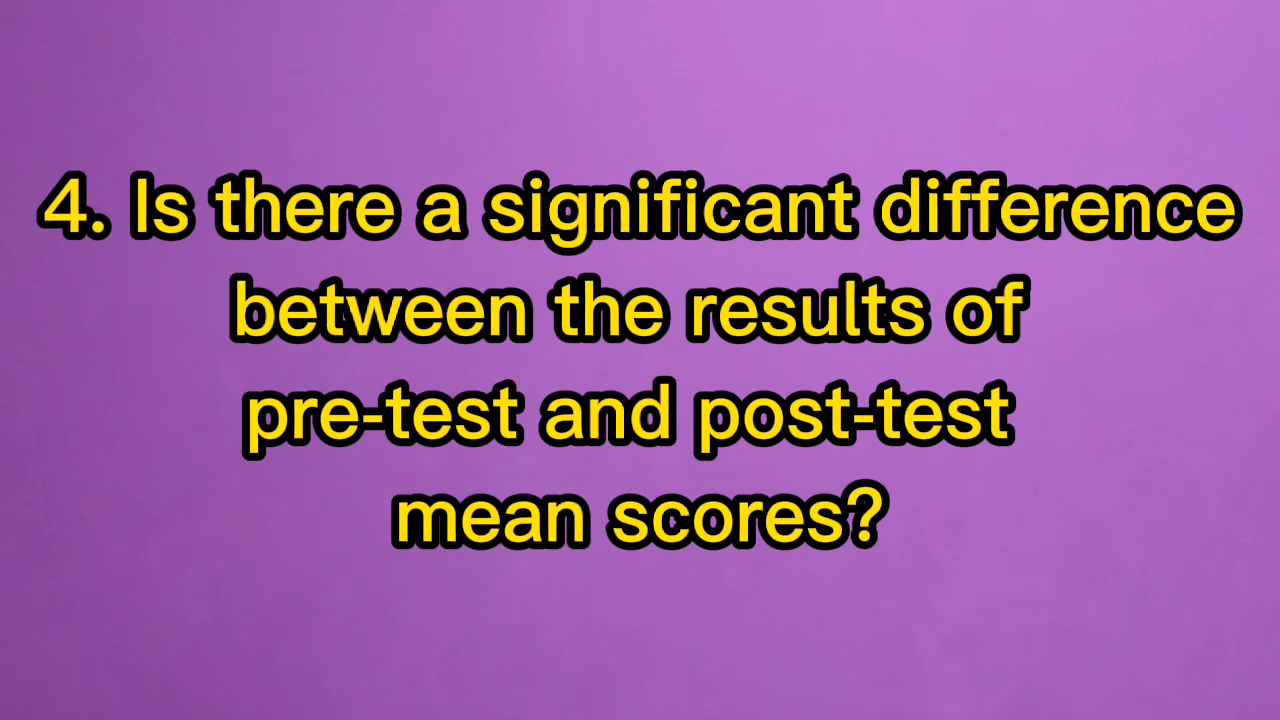 4. Is there a significant difference
between the results of
pre-test and post-test
mean scores?